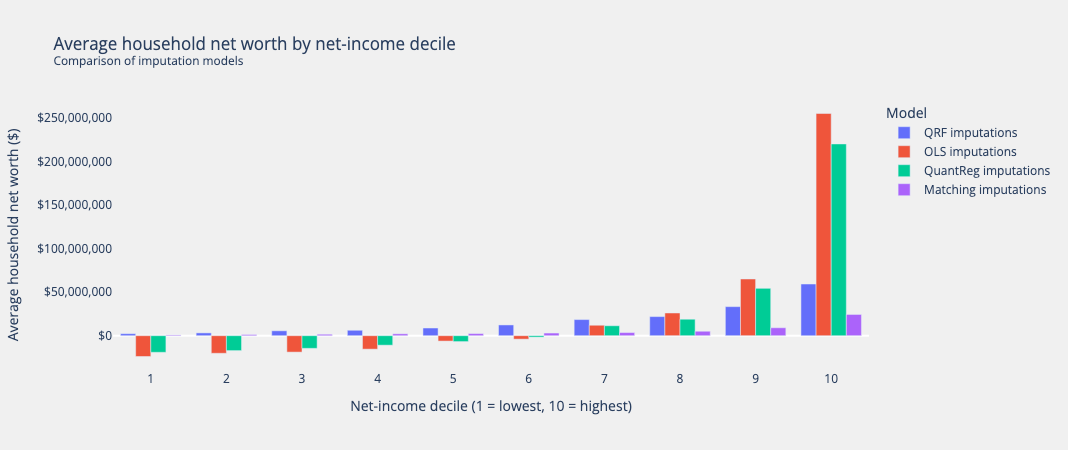 Average household net worth by net-income decile
Comparison of imputation models
Average household net worth ($)
$250,000,000
$200,000,000
$150,000,000
$100,000,000
$50,000,000
$0
1 2 3 4 5 6 7 8 9 10
Net-income decile (1 = lowest, 10 = highest)
Model
QRF imputations
OLS imputations
QuantReg imputations
Matching imputations